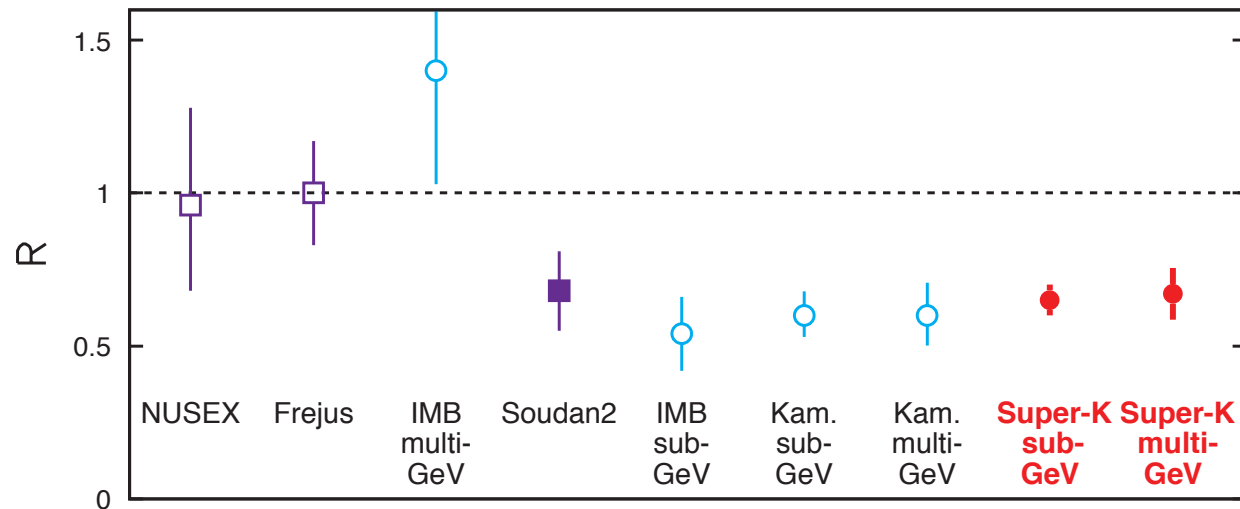 1.5
1
0.5
0
R
NUSEX
Frejus
IMB
multi-
GeV
Soudan2
IMB
sub-
GeV
Kam.
sub-
GeV
Kam.
multi-
GeV
Super-K
sub-
GeV
Super-K
multi-
GeV